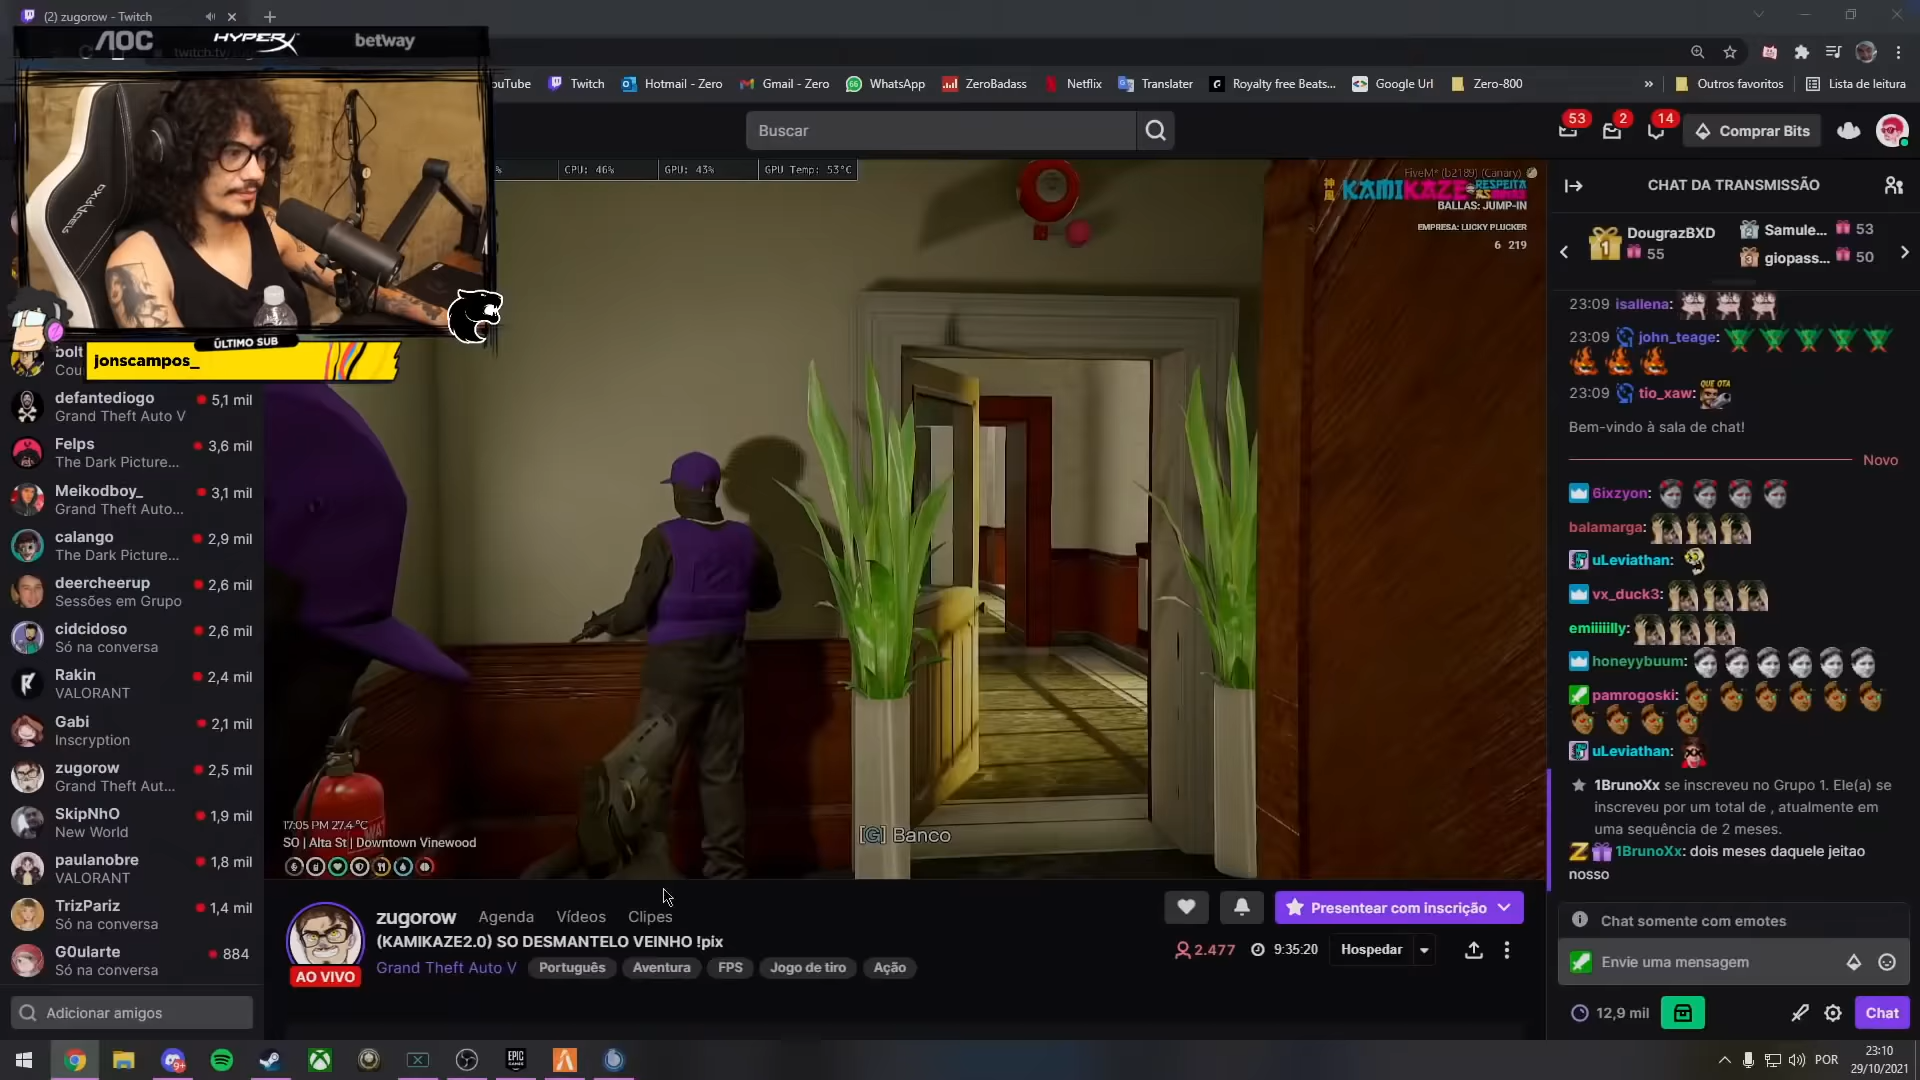 (2) zugorow - Twitch
AOC
HYPERX
betway
YouTube
Twitch
Hotmail - Zero
Gmail - Zero
WhatsApp
ZeroBadass
Netflix
Translater
Royalty free Beats...
Google Url
Zero-800
»
Outros favoritos
Lista de leitura
Buscar
53
2
14
Comprar Bits
CPU: 46%
GPU: 43%
GPU Temp: 53°C
FiveM* (b2189) (Canary)
KAMIKAZE
RESPEITA
BALLAS: JUMP-IN
EMPRESA: LUCKY PLUCKER
6 219
ÚLTIMO SUB
jonscampos_
bolt
Cou
defantediogo
5,1 mil
Grand Theft Auto V
Felps
3,6 mil
The Dark Picture...
Meikodboy_
3,1 mil
Grand Theft Auto...
calango
2,9 mil
The Dark Picture...
deercheerup
2,6 mil
Sessões em Grupo
cidcidoso
2,6 mil
Só na conversa
Rakin
2,4 mil
VALORANT
Gabi
2,1 mil
Inscryption
zugorow
2,5 mil
Grand Theft Aut...
SkipNhO
1,9 mil
New World
paulanobre
1,8 mil
VALORANT
TrizPariz
1,4 mil
Só na conversa
G0ularte
884
Só na conversa
Adicionar amigos
17:05 PM 27.4 °C
SO | Alta St | Downtown Vinewood
[G] Banco
zugorow
Agenda
Vídeos
Clipes
(KAMIKAZE2.0) SO DESMANTELO VEINHO !pix
Grand Theft Auto V
Português
Aventura
FPS
Jogo de tiro
Ação
AO VIVO
Presentear com inscrição
2.477
9:35:20
Hospedar
CHAT DA TRANSMISSÃO
1
DougrazBXD
55
Samule...
53
giopass...
50
23:09 isallena:
23:09 john_teage:
23:09 tio_xaw:
QUE OTA
Bem-vindo à sala de chat!
Novo
6ixzyon:
balamarga:
uLeviathan:
vx_duck3:
emiiiiilly:
honeyybuum:
pamrogoski:
uLeviathan:
1BrunoXx se inscreveu no Grupo 1. Ele(a) se
inscreveu por um total de , atualmente em
uma sequência de 2 meses.
1BrunoXx: dois meses daquele jeitao
nosso
Chat somente com emotes
Envie uma mensagem
12,9 mil
Chat
EPIC GAMES
POR
23:10
29/10/2021